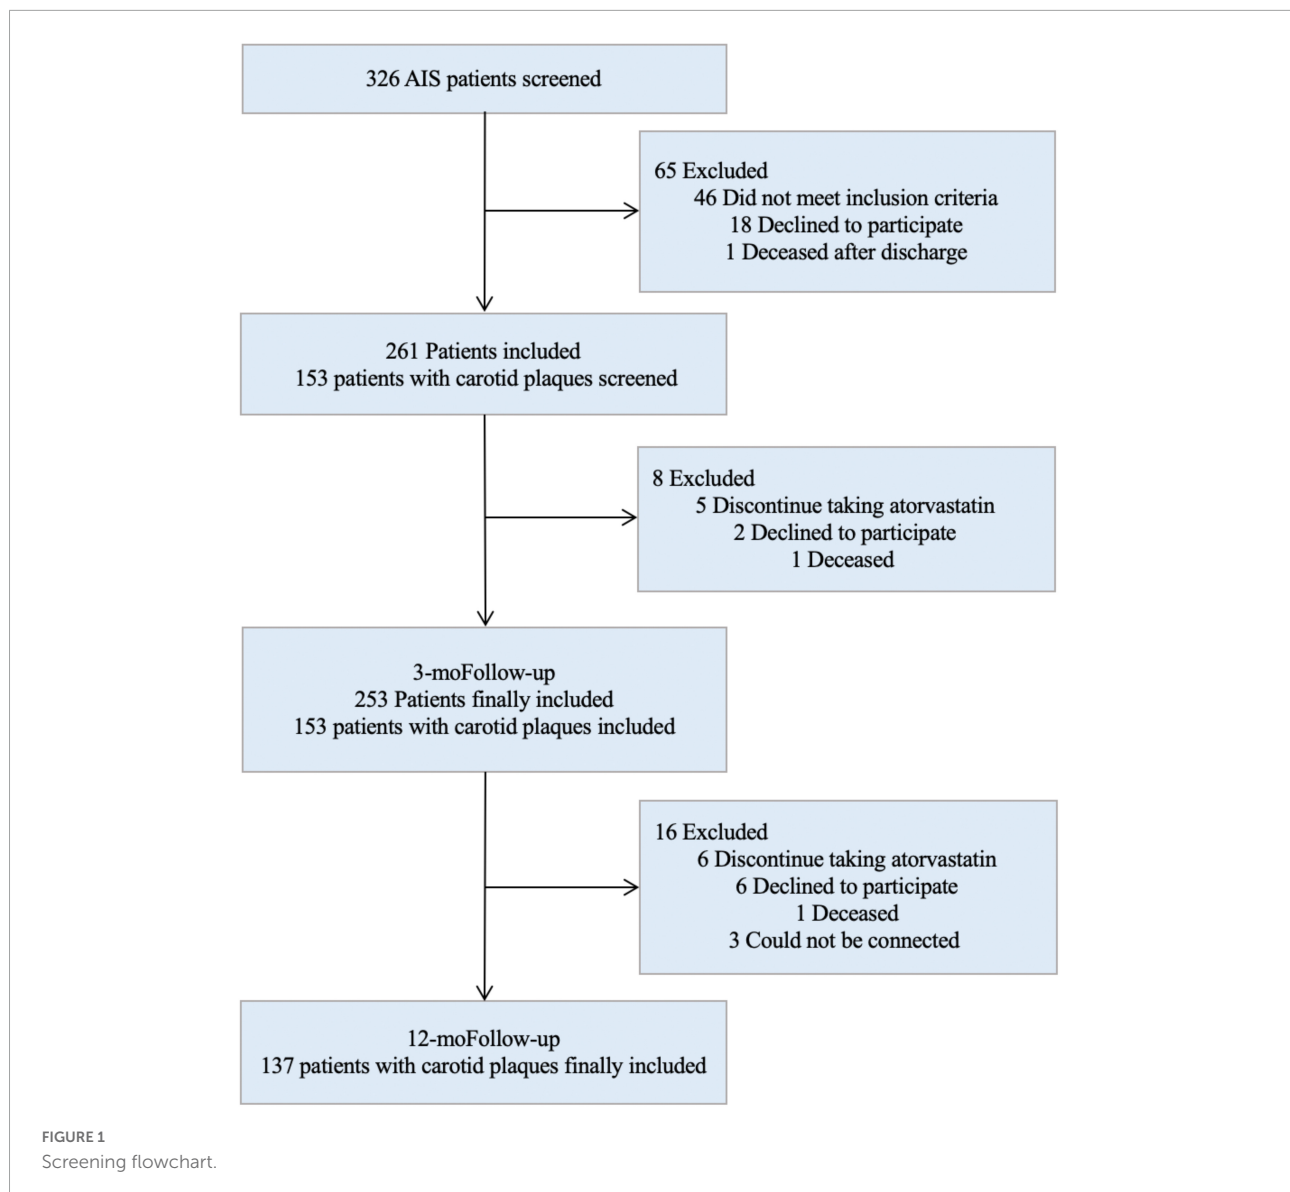 326 AIS patients screened
65 Excluded
46 Did not meet inclusion criteria
18 Declined to participate
1 Deceased after discharge
261 Patients included
153 patients with carotid plaques screened
8 Excluded
5 Discontinue taking atorvastatin
2 Declined to participate
1 Deceased
3-moFollow-up
253 Patients finally included
153 patients with carotid plaques included
16 Excluded
6 Discontinue taking atorvastatin
6 Declined to participate
1 Deceased
3 Could not be connected
12-moFollow-up
137 patients with carotid plaques finally included
FIGURE 1
Screening flowchart.